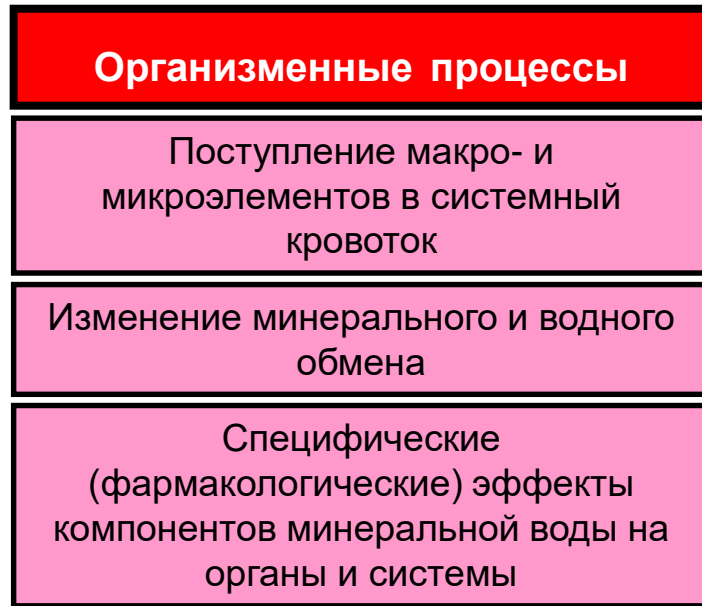 Организменные процессы
Поступление макро- и
микроэлементов в системный
кровоток
Изменение минерального и водного
обмена
Специфические
(фармакологические) эффекты
компонентов минеральной воды на
органы и системы